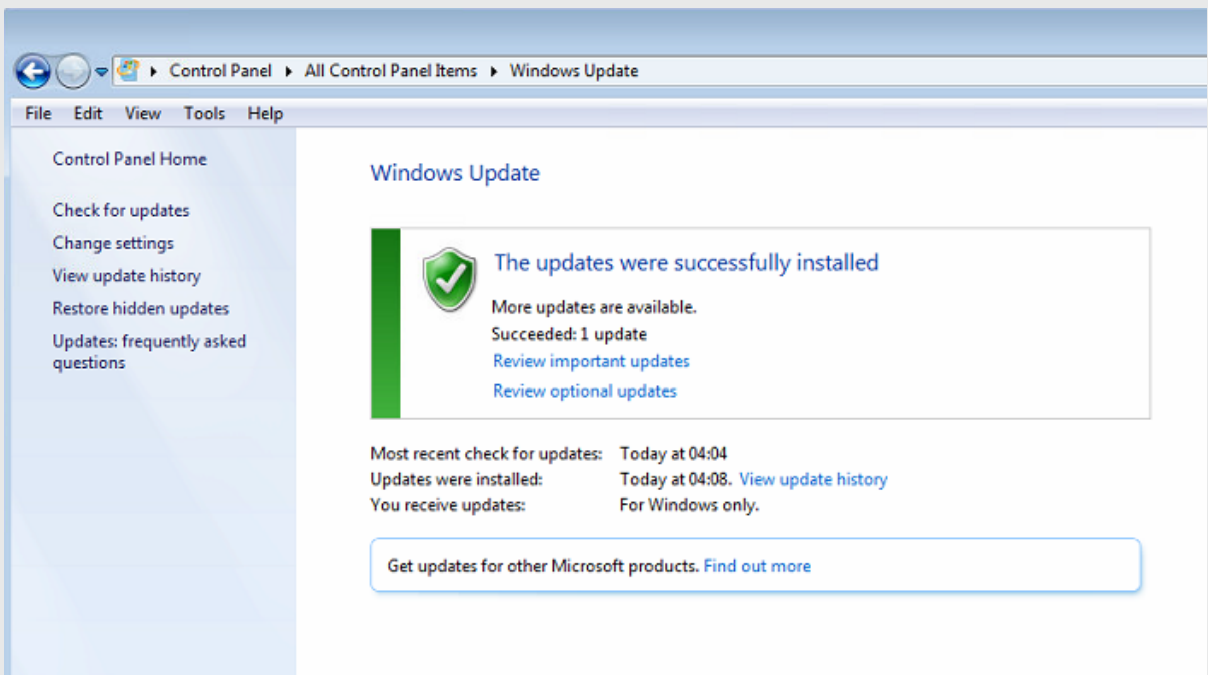 Control Panel ▸ All Control Panel Items ▸ Windows Update
File Edit View Tools Help
Control Panel Home
Check for updates
Change settings
View update history
Restore hidden updates
Updates: frequently asked
questions
Windows Update
The updates were successfully installed
More updates are available.
Succeeded: 1 update
Review important updates
Review optional updates
Most recent check for updates: Today at 04:04
Updates were installed: Today at 04:08. View update history
You receive updates: For Windows only.
Get updates for other Microsoft products. Find out more